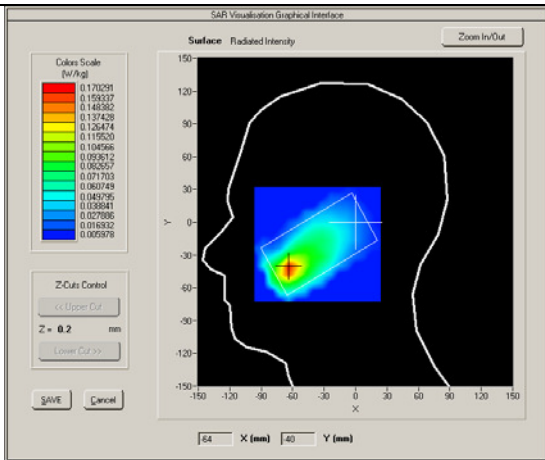 SAR Visualisation Graphical Interface
Surface Radiated Intensity
Zoom In/Out
Colors Scale
(W/kg)
0.170291
0.159337
0.148382
0.137428
0.126474
0.115520
0.104566
0.093612
0.082657
0.071703
0.060749
0.049795
0.038841
0.027886
0.016932
0.005978
Z-Cuts Control
<< Upper Cut
Z = 0.2 mm
Lower Cut >>
SAVE Cancel
150
120
90
60
30
0
-30
-60
-90
-120
-150
Y
-150 -120 -90 -60 -30 0 30 60 90 120 150
X
-64 X (mm) -40 Y (mm)